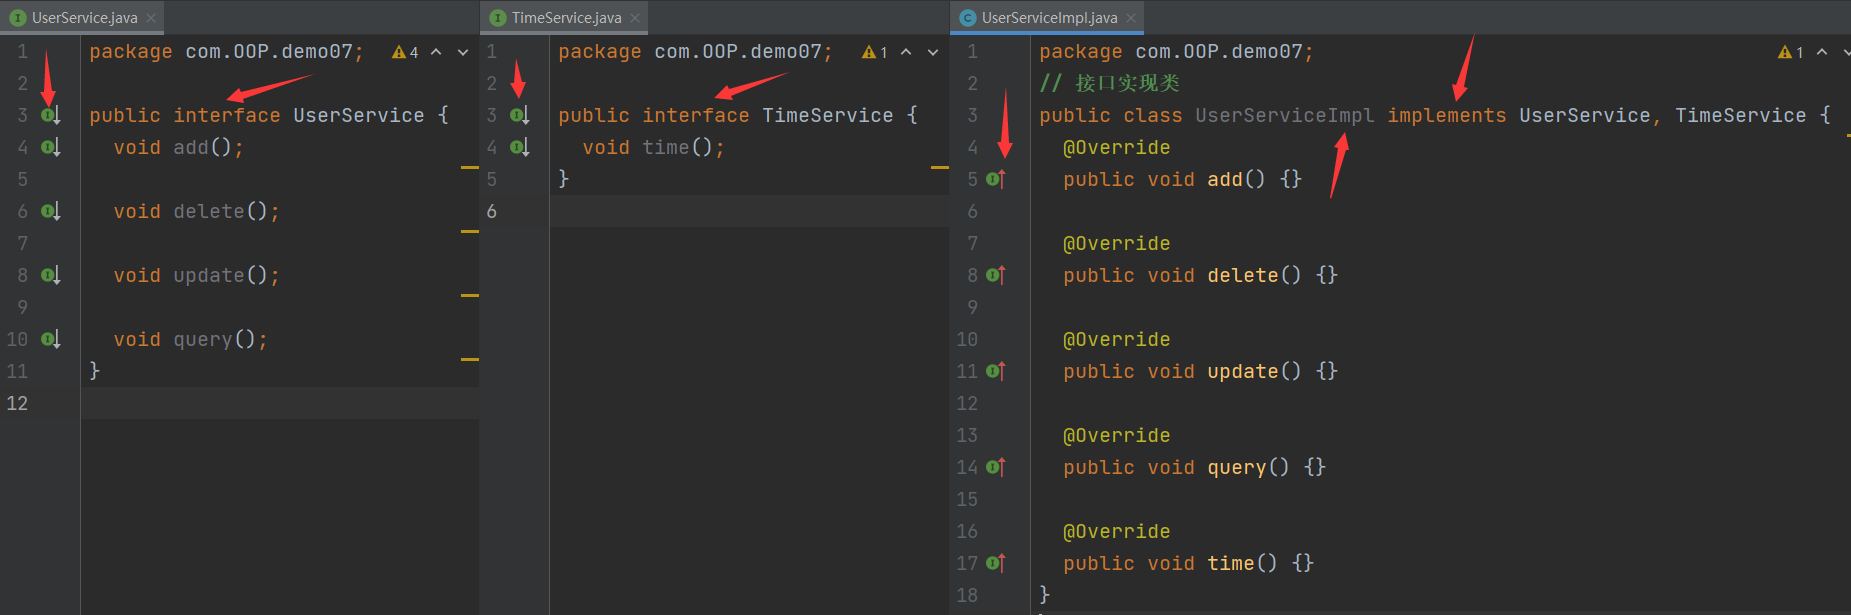 UserService.java
1 package com.OOP.demo07; 4
2
3 public interface UserService {
4 void add();
5
6 void delete();
7
8 void update();
9
10 void query();
11 }
12
TimeService.java
1 package com.OOP.demo07; 1
2
3 public interface TimeService {
4 void time();
5 }
6
UserServiceImpl.java
1 package com.OOP.demo07; 1
2 // 接口实现类
3 public class UserServiceImpl implements UserService, TimeService {
4 @Override
5 public void add() {}
6
7 @Override
8 public void delete() {}
9
10 @Override
11 public void update() {}
12
13 @Override
14 public void query() {}
15
16 @Override
17 public void time() {}
18 }